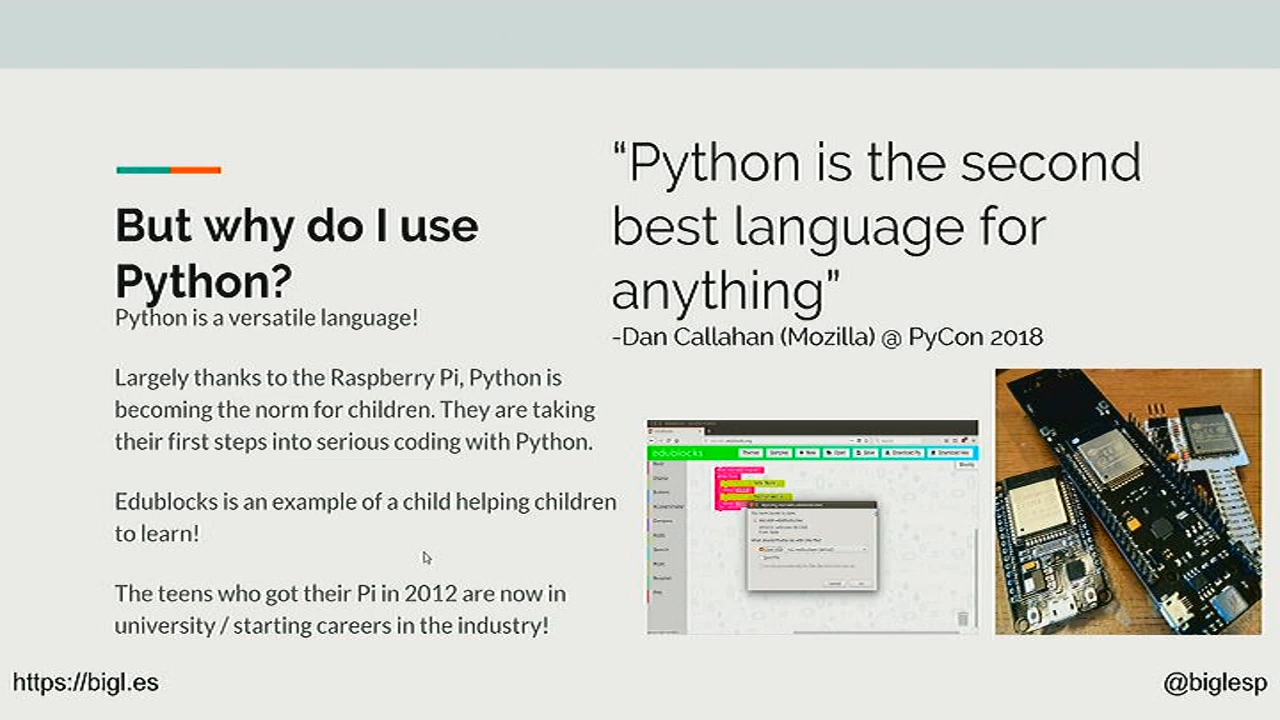 But why do I use
Python?
Python is a versatile language!
Largely thanks to the Raspberry Pi, Python is
becoming the norm for children. They are taking
their first steps into serious coding with Python.
Edublocks is an example of a child helping children
to learn!
The teens who got their Pi in 2012 are now in
university / starting careers in the industry!
“Python is the second
best language for
anything”
-Dan Callahan (Mozilla) @ PyCon 2018
edublocks
https://bigl.es
@biglesp